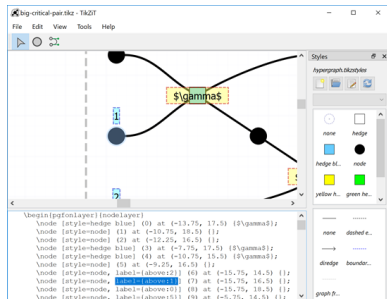 big-critical-pair.tikz - TikZiT
File Edit View Tools Help
Styles
hypergraph.tikzstyles
$\gamma$
1
2
none hedge
hedge bl... node
yellow h... green he...
none dashed e...
diredge boundar...
graph fr...
\begin{pgfonlayer}{nodelayer}
\node [style=hedge blue] (0) at (-13.75, 17.5) {$\gamma$};
\node [style=node] (1) at (-10.75, 18.5) {};
\node [style=node] (2) at (-12.25, 16.5) {};
\node [style=hedge blue] (3) at (-7.75, 17.5) {$\gamma$};
\node [style=hedge blue] (4) at (-10.75, 15.5) {$\gamma$};
\node [style=node] (5) at (-9.25, 16.5) {};
\node [style=node, label={above:2}] (6) at (-15.75, 14.5) {};
\node [style=node, label={above:1}] (7) at (-15.75, 16.5) {};
\node [style=node, label={above:0}] (8) at (-15.75, 18.5) {};